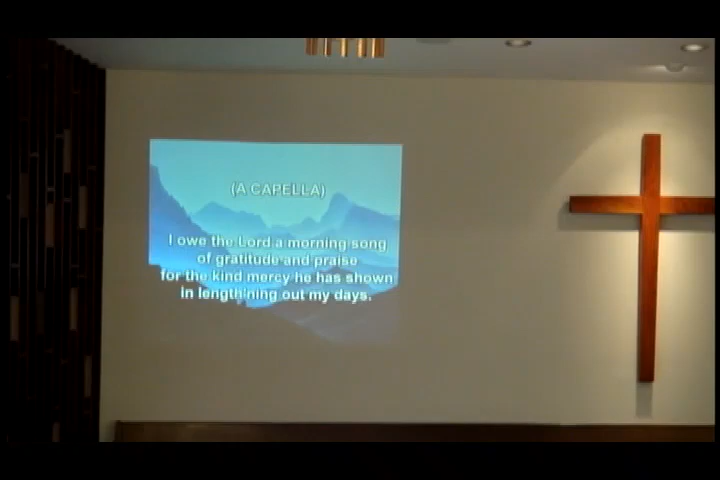 (A CAPELLA)
I owe the Lord a morning song
of gratitude and praise
for the kind mercy he has shown
in lengthining out my days.